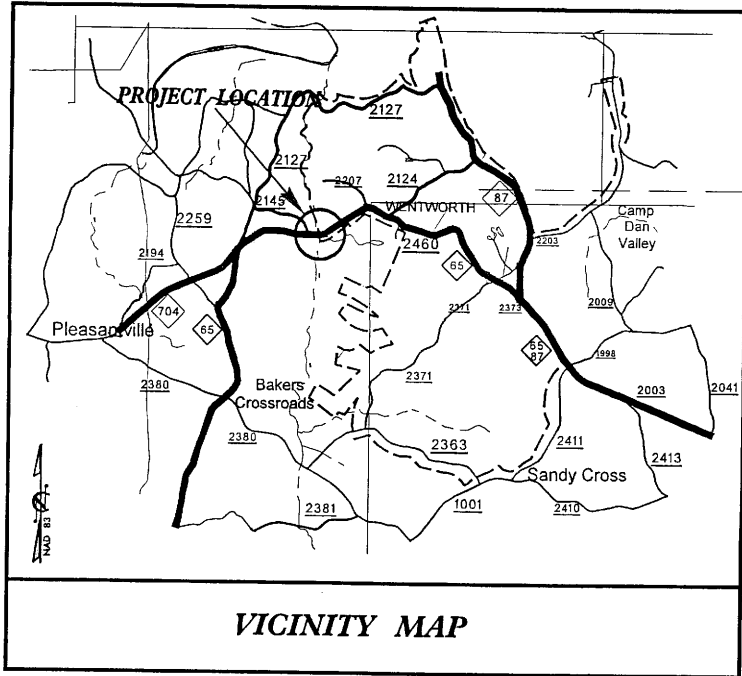 PROJECT LOCATION
2127
2127
2207
2124
2145
WENTWORTH
87
2259
2460
2203
Camp
Dan
Valley
2194
65
704
65
Pleasantville
2371
2373
2009
65
87
1998
2380
Bakers
Crossroads
2371
2003
2041
2380
2363
2411
2413
Sandy Cross
2381
1001
2410
NAD 83
VICINITY MAP